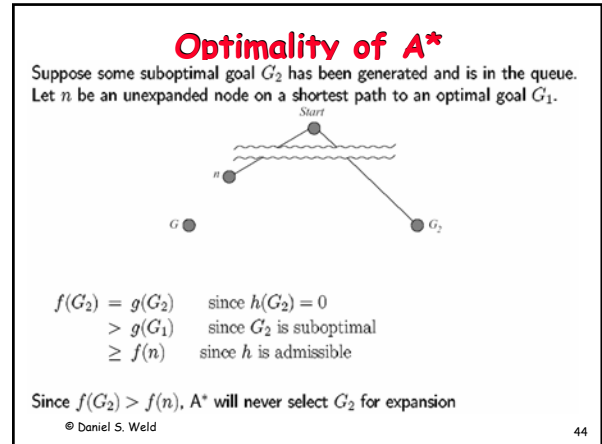 Optimality of A*
Suppose some suboptimal goal G₂ has been generated and is in the queue.
Let n be an unexpanded node on a shortest path to an optimal goal G₁.
Start
n
G
G₂
f(G₂) = g(G₂) since h(G₂) = 0
> g(G₁) since G₂ is suboptimal
≥ f(n) since h is admissible
Since f(G₂) > f(n), A* will never select G₂ for expansion
© Daniel S. Weld
44